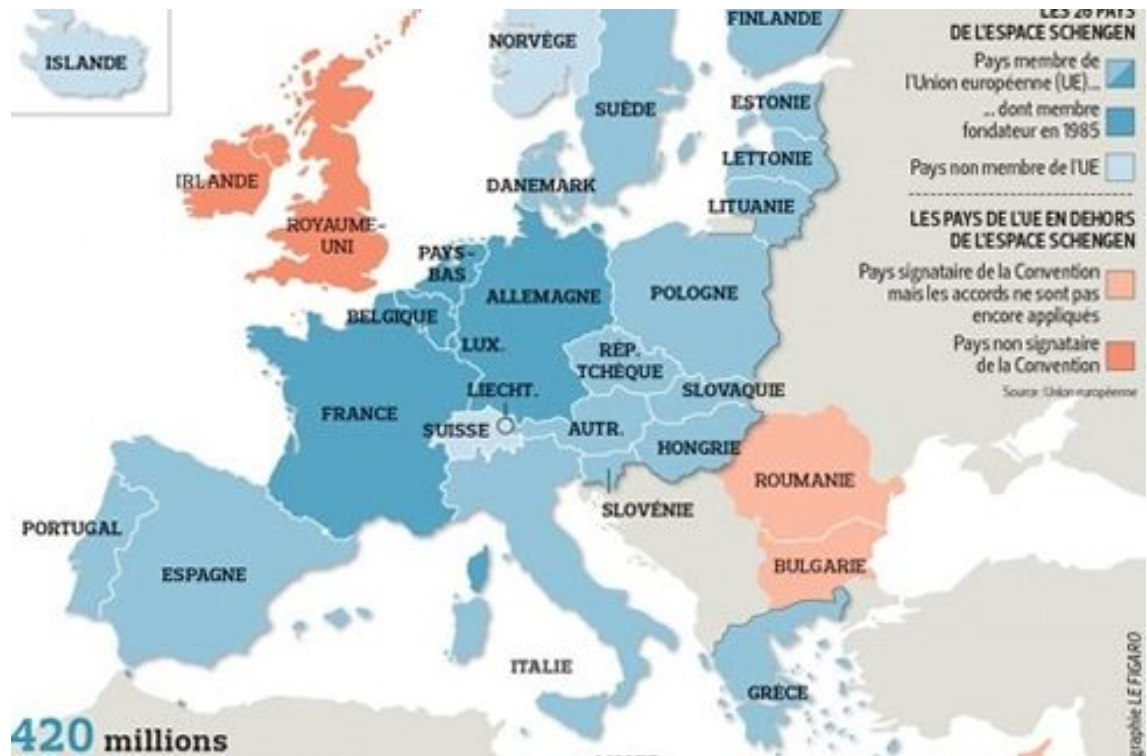 ISLANDE
NORVÈGE
FINLANDE
SUÈDE
ESTONIE
LETTONIE
LITUANIE
DANEMARK
IRLANDE
ROYAUME-
UNI
PAYS-
BAS
ALLEMAGNE
POLOGNE
BELGIQUE
LUX.
RÉP.
TCHÈQUE
LIECHT.
SLOVAQUIE
FRANCE
SUISSE
AUTR.
HONGRIE
ROUMANIE
SLOVÉNIE
PORTUGAL
ESPAGNE
BULGARIE
ITALIE
GRÈCE
420 millions
LES 26 PAYS
DE L'ESPACE SCHENGEN
Pays membre de
l'Union européenne (UE)...
... dont membre
fondateur en 1985
Pays non membre de l'UE
LES PAYS DE L'UE EN DEHORS
DE L'ESPACE SCHENGEN
Pays signataire de la Convention
mais les accords ne sont pas
encore appliqués
Pays non signataire
de la Convention
Source: Union européenne
LE FIGARO